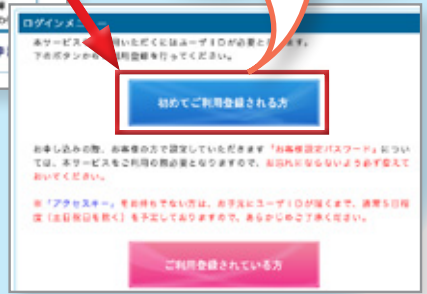 ログインメニュー
本サービスをご利用いただくにはユーザIDが必要となります。
下のボタンから 利用登録を行ってください。
初めてご利用登録される方
お申し込みの際、お客様の方で設定していただきます「お客様設定パスワード」につい
ては、本サービスをご利用の際必要となりますので、お忘れにならないよう必ず控えて
おいてください。
※「アクセスキー」をお持ちでない方は、お手元にユーザIDが届くまで、通常5日程
度（土日祝日を除く）を予定しておりますので、あらかじめご了承ください。
ご利用登録されている方